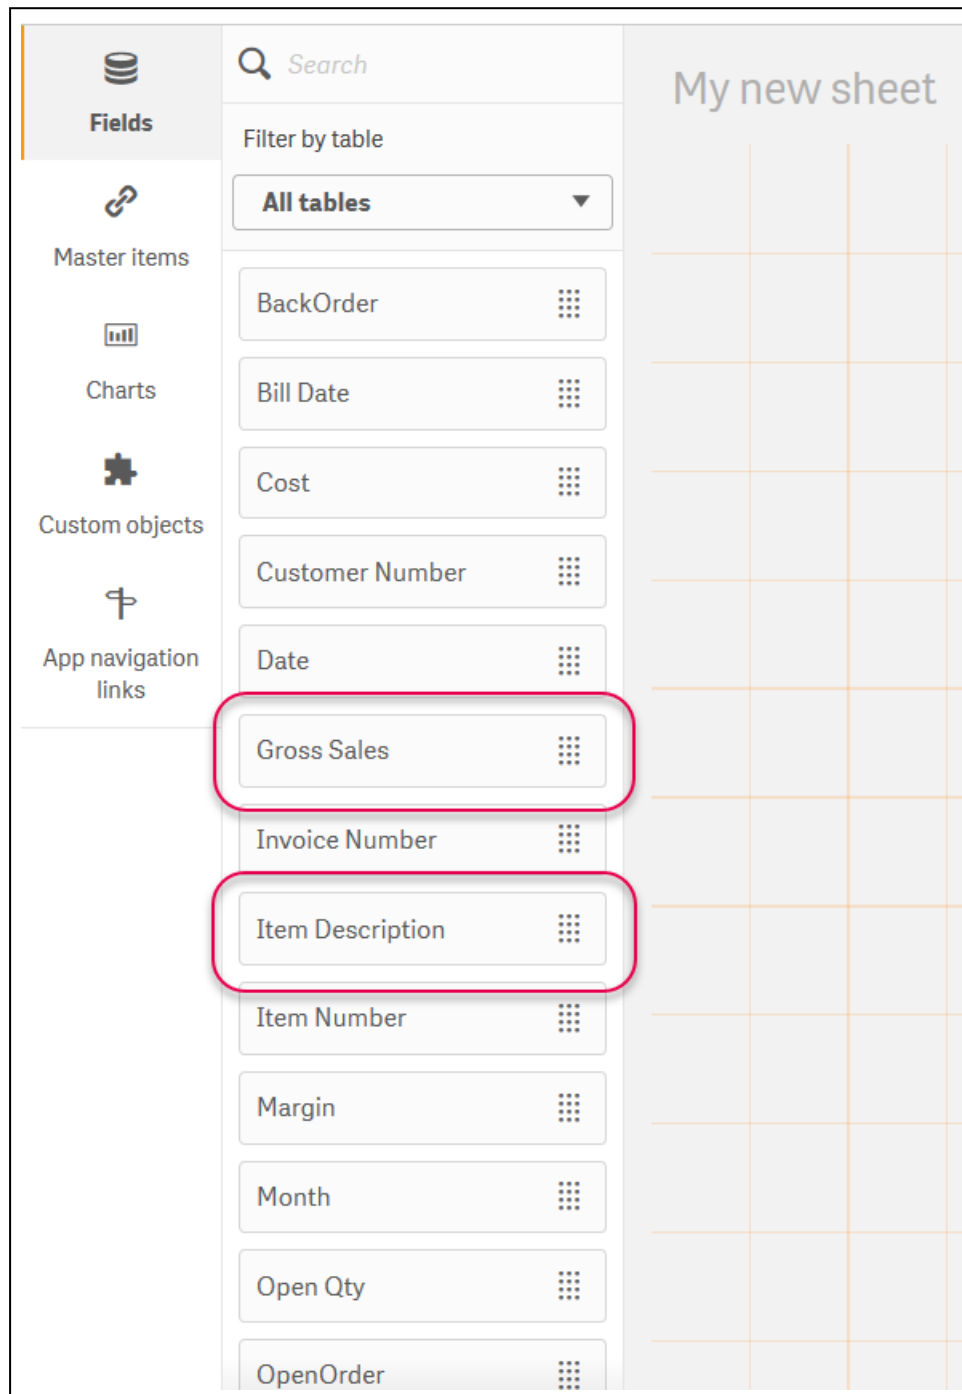 Fields
Master items
Charts
Custom objects
App navigation
links
Search
Filter by table
All tables
BackOrder
Bill Date
Cost
Customer Number
Date
Gross Sales
Invoice Number
Item Description
Item Number
Margin
Month
Open Qty
OpenOrder
My new sheet